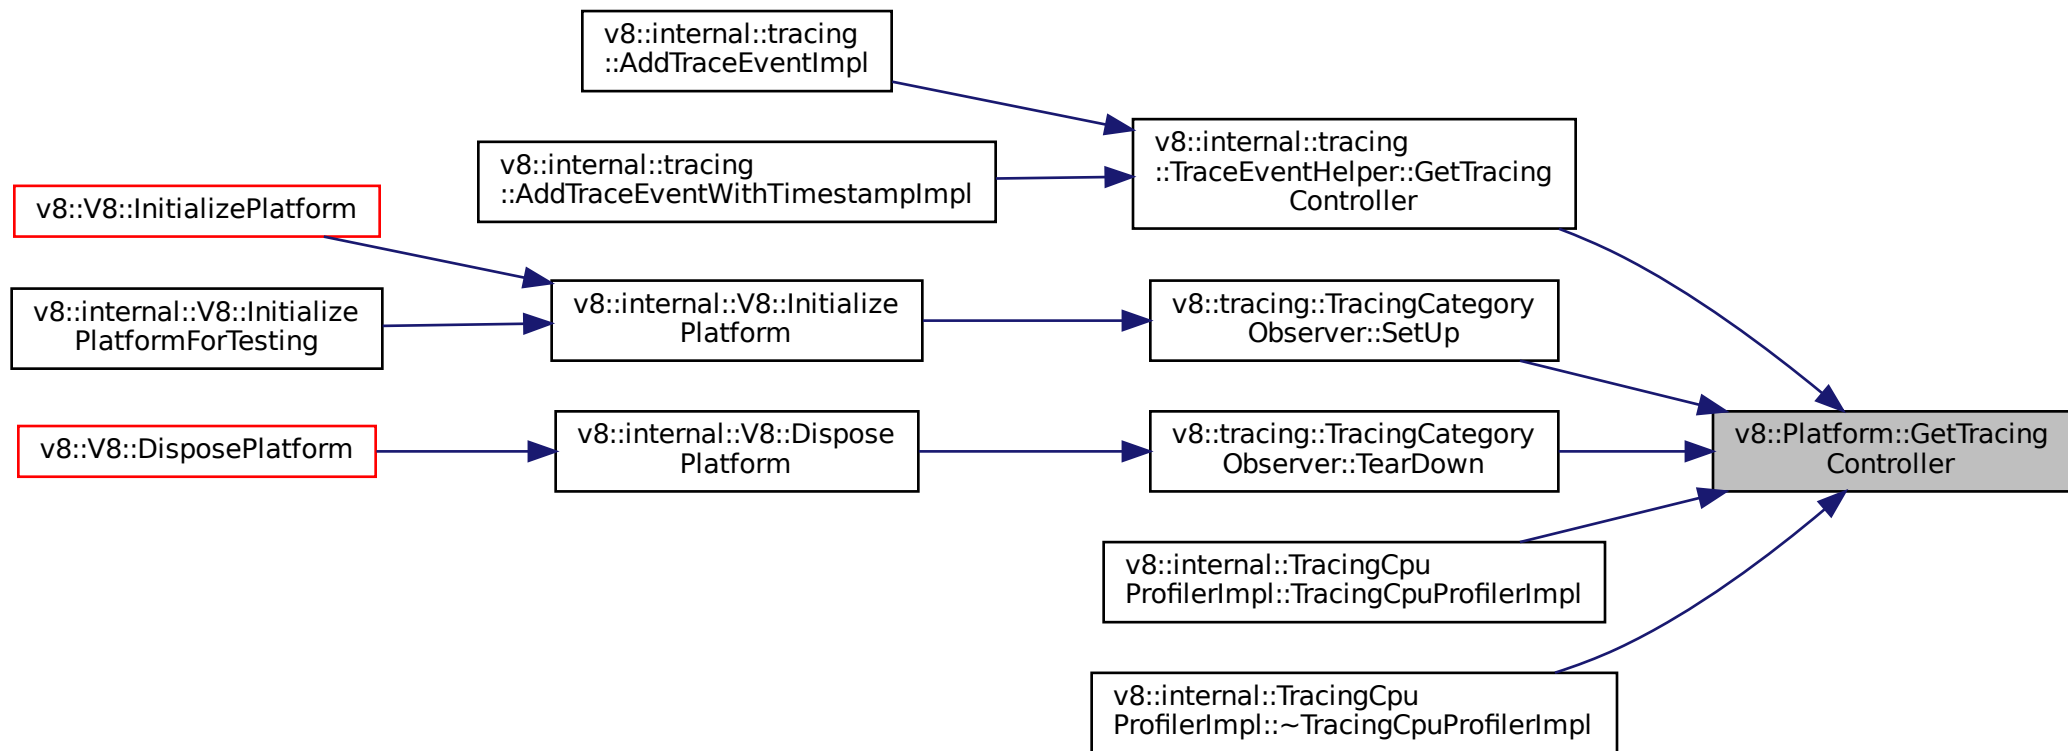 v8::internal::tracing
::AddTraceEventImpl
v8::internal::tracing
::TraceEventHelper::GetTracing
Controller
v8::internal::tracing
::AddTraceEventWithTimestampImpl
v8::V8::InitializePlatform
v8::internal::V8::Initialize
PlatformForTesting
v8::internal::V8::Initialize
Platform
v8::tracing::TracingCategory
Observer::SetUp
v8::V8::DisposePlatform
v8::internal::V8::Dispose
Platform
v8::tracing::TracingCategory
Observer::TearDown
v8::Platform::GetTracing
Controller
v8::internal::TracingCpu
ProfilerImpl::TracingCpuProfilerImpl
v8::internal::TracingCpu
ProfilerImpl::~TracingCpuProfilerImpl